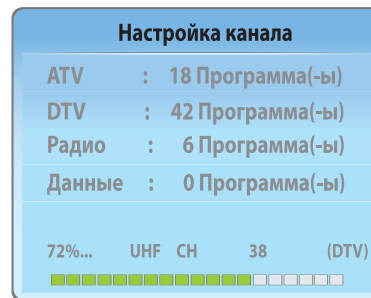 Настройка канала
ATV : 18 Программа(-ы)
DTV : 42 Программа(-ы)
Радио : 6 Программа(-ы)
Данные : 0 Программа(-ы)
72%... UHF CH 38 (DTV)